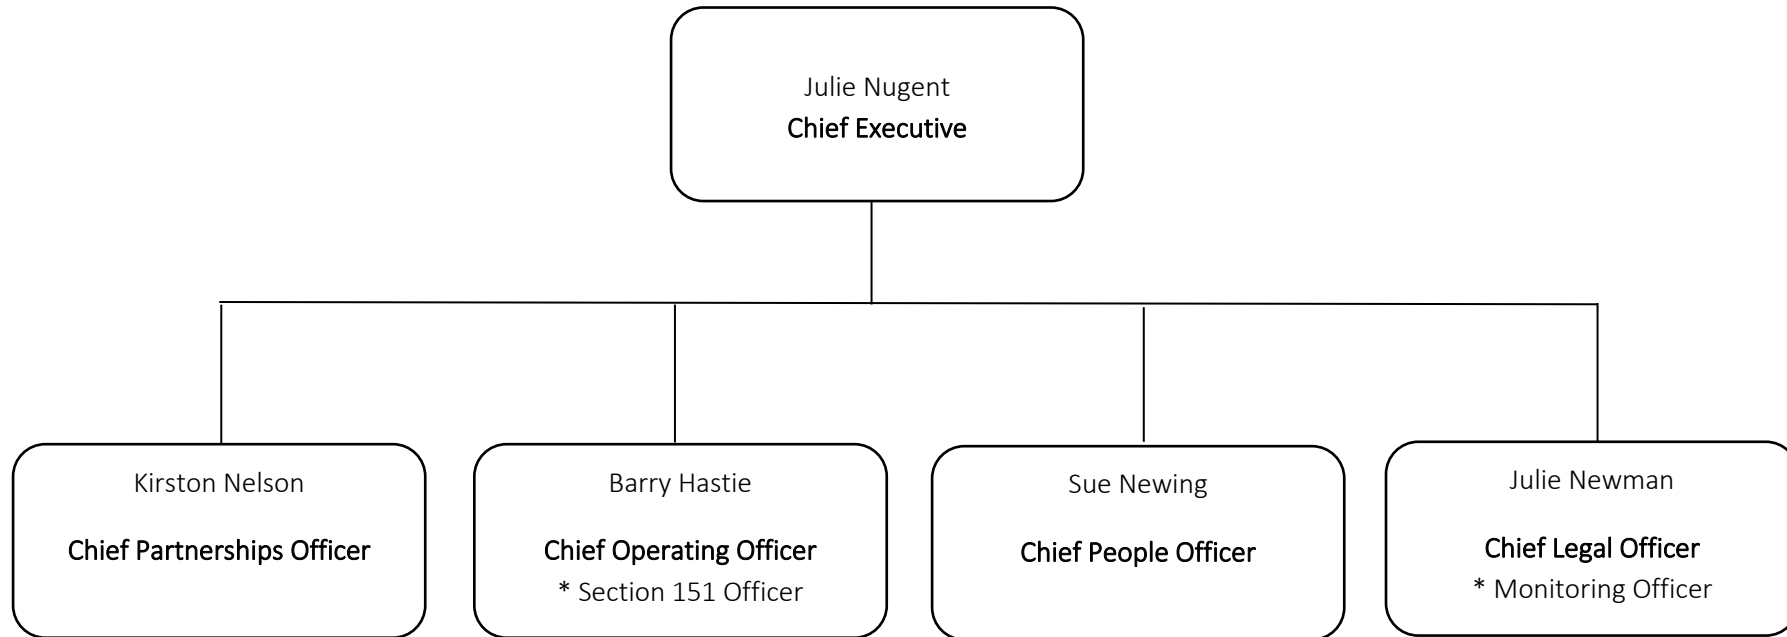 Julie Nugent
Chief Executive
Kirston Nelson
Chief Partnerships Officer
Barry Hastie
Chief Operating Officer
* Section 151 Officer
Sue Newing
Chief People Officer
Julie Newman
Chief Legal Officer
* Monitoring Officer